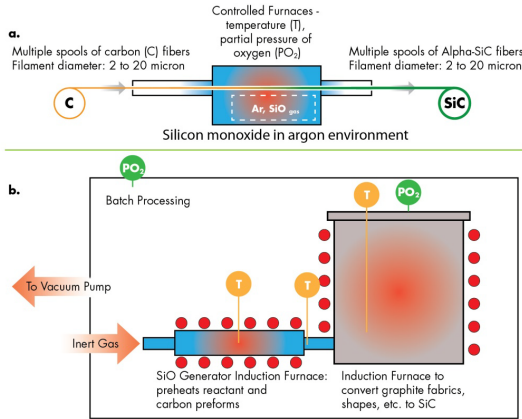 Controlled Furnaces -
temperature (T),
partial pressure of
oxygen (PO₂)
a.
Multiple spools of carbon (C) fibers
Filament diameter: 2 to 20 micron
Multiple spools of Alpha-SiC fibers
Filament diameter: 2 to 20 micron
C
Ar, SiO gas
SiC
Silicon monoxide in argon environment
b.
PO₂
Batch Processing
T
PO₂
To Vacuum Pump
T
T
Inert Gas
SiO Generator Induction Furnace:
preheats reactant and
carbon preforms
Induction Furnace to
convert graphite fabrics,
shapes, etc. to SiC